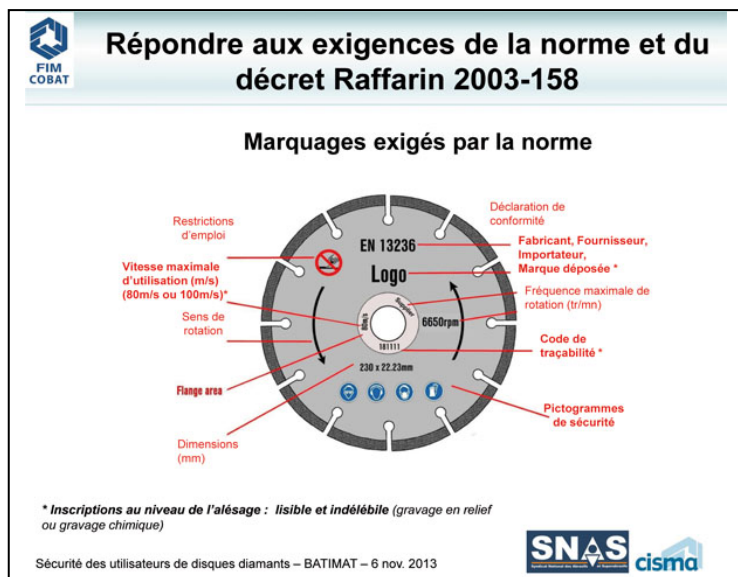 FIM
COBAT
Répondre aux exigences de la norme et du
décret Raffarin 2003-158
Marquages exigés par la norme
Restrictions
d'emploi
Déclaration de
conformité
EN 13236
Fabricant, Fournisseur,
Importateur,
Marque déposée *
Vitesse maximale
d'utilisation (m/s)
(80m/s ou 100m/s)*
Logo
Fréquence maximale de
rotation (tr/mn)
Supplier
80m/s
6650rpm
181111
Sens de
rotation
Code de
traçabilité *
230 x 22.23mm
Flange area
Pictogrammes
de sécurité
Dimensions
(mm)
* Inscriptions au niveau de l'alésage : lisible et indélébile (gravage en relief
ou gravage chimique)
Sécurité des utilisateurs de disques diamants – BATIMAT – 6 nov. 2013
SNAS
cisma